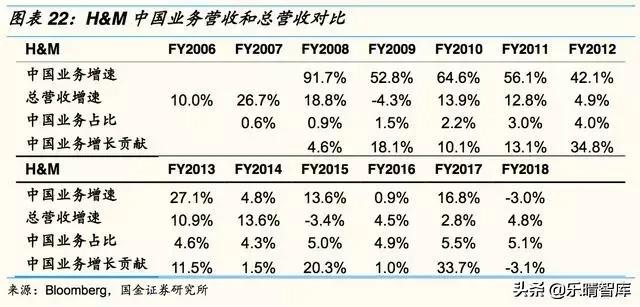 图表 22：H&M 中国业务营收和总营收对比
H&M FY2006 FY2007 FY2008 FY2009 FY2010 FY2011 FY2012
中国业务增速 91.7% 52.8% 64.6% 56.1% 42.1%
总营收增速 10.0% 26.7% 18.8% -4.3% 13.9% 12.8% 4.9%
中国业务占比 0.6% 0.9% 1.5% 2.2% 3.0% 4.0%
中国业务增长贡献 4.6% 18.1% 10.1% 13.1% 34.8%
H&M FY2013 FY2014 FY2015 FY2016 FY2017 FY2018
中国业务增速 27.1% 4.8% 13.6% 0.9% 16.8% -3.0%
总营收增速 10.9% 13.6% -3.4% 4.5% 2.8% 4.8%
中国业务占比 4.6% 4.3% 5.0% 4.9% 5.5% 5.1%
中国业务增长贡献 11.5% 1.5% 20.3% 1.0% 33.7% -3.1%
来源：Bloomberg，国金证券研究所
头条 @乐晴智库